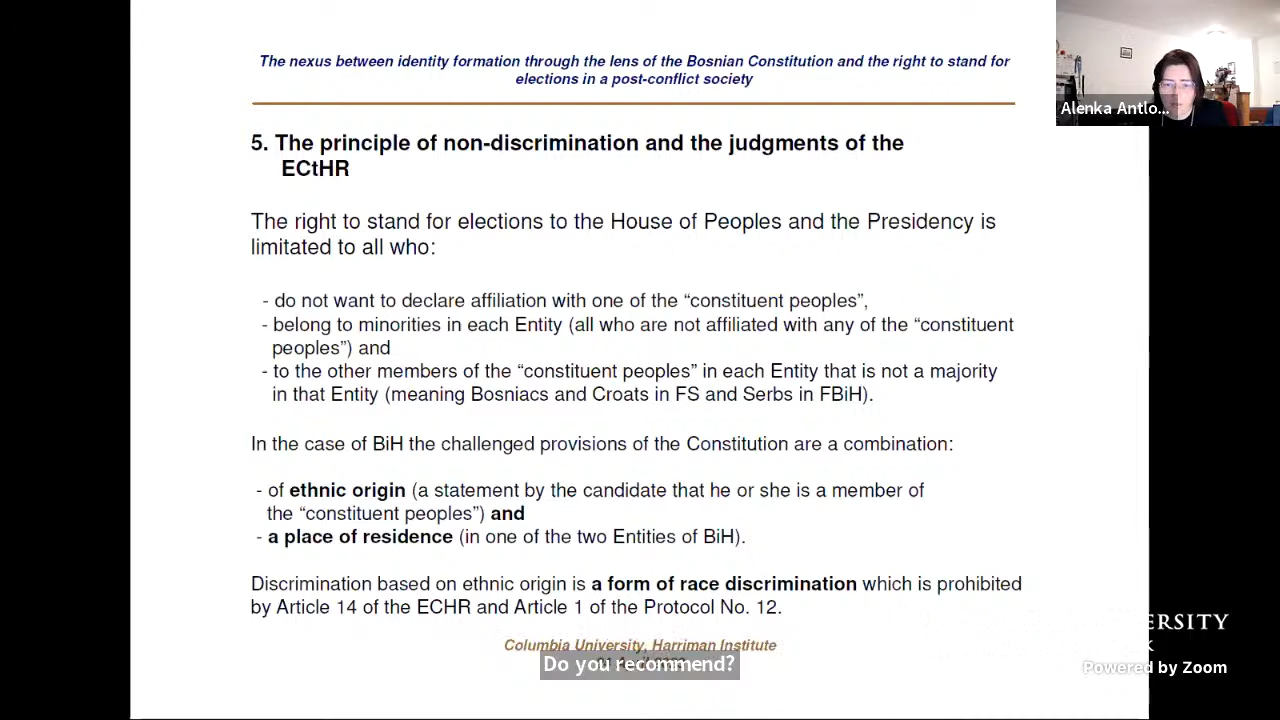 The nexus between identity formation through the lens of the Bosnian Constitution and the right to stand for
elections in a post-conflict society
Alenka Antlo...
5. The principle of non-discrimination and the judgments of the
ECtHR
The right to stand for elections to the House of Peoples and the Presidency is
limitated to all who:
- do not want to declare affiliation with one of the “constituent peoples”,
- belong to minorities in each Entity (all who are not affiliated with any of the “constituent
peoples”) and
- to the other members of the “constituent peoples” in each Entity that is not a majority
in that Entity (meaning Bosniacs and Croats in FS and Serbs in FBiH).
In the case of BiH the challenged provisions of the Constitution are a combination:
- of ethnic origin (a statement by the candidate that he or she is a member of
the “constituent peoples”) and
- a place of residence (in one of the two Entities of BiH).
Discrimination based on ethnic origin is a form of race discrimination which is prohibited
by Article 14 of the ECHR and Article 1 of the Protocol No. 12.
ERSITY
K
Columbia University, Harriman Institute
Do you recommend?
Powered by Zoom